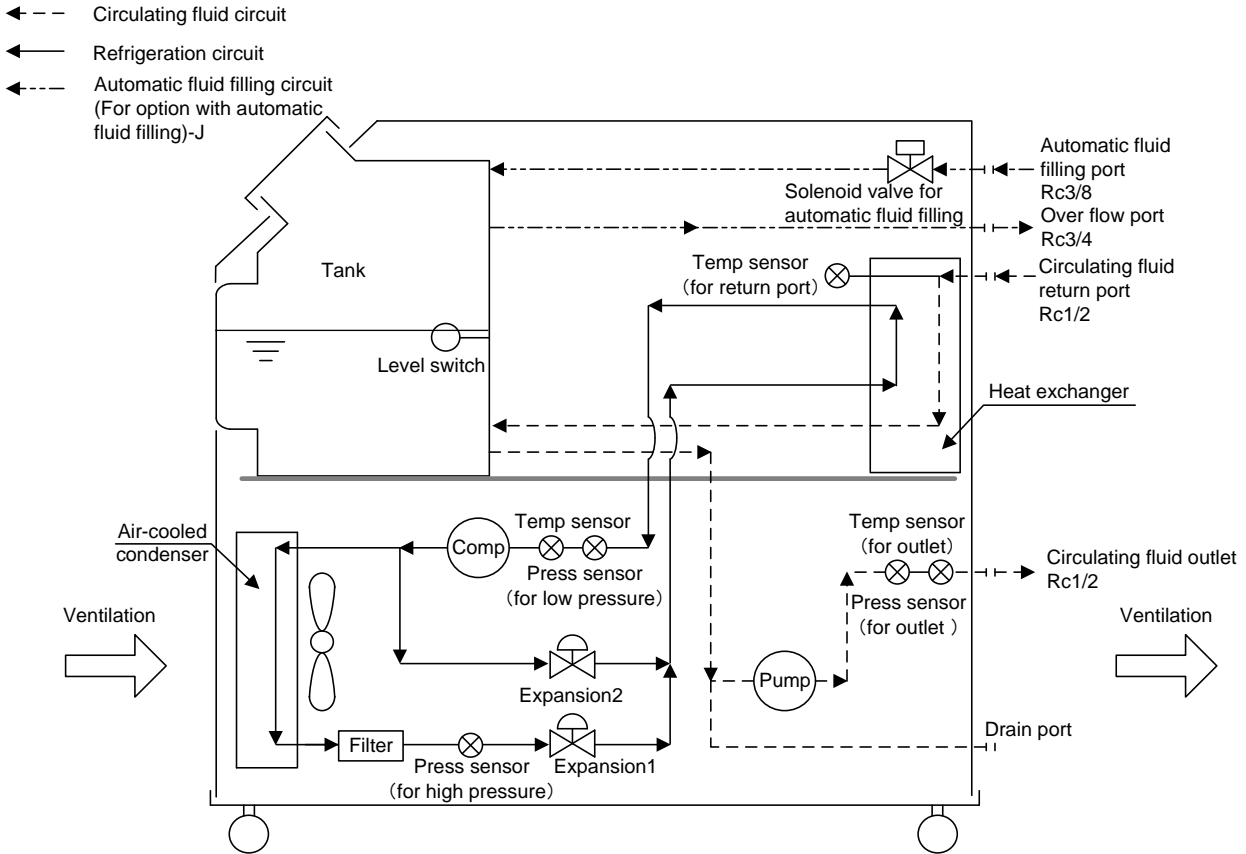 Circulating fluid circuit
Refrigeration circuit
Automatic fluid filling circuit
(For option with automatic
fluid filling)-J
Automatic fluid
filling port
Rc3/8
Solenoid valve for
automatic fluid filling
Over flow port
Rc3/4
Tank
Temp sensor
(for return port)
Circulating fluid
return port
Rc1/2
Level switch
Heat exchanger
Air-cooled
condenser
Comp
Temp sensor
Press sensor
(for low pressure)
Temp sensor
(for outlet)
Press sensor
(for outlet )
Circulating fluid outlet
Rc1/2
Ventilation
Ventilation
Expansion2
Pump
Filter
Press sensor
(for high pressure)
Expansion1
Drain port